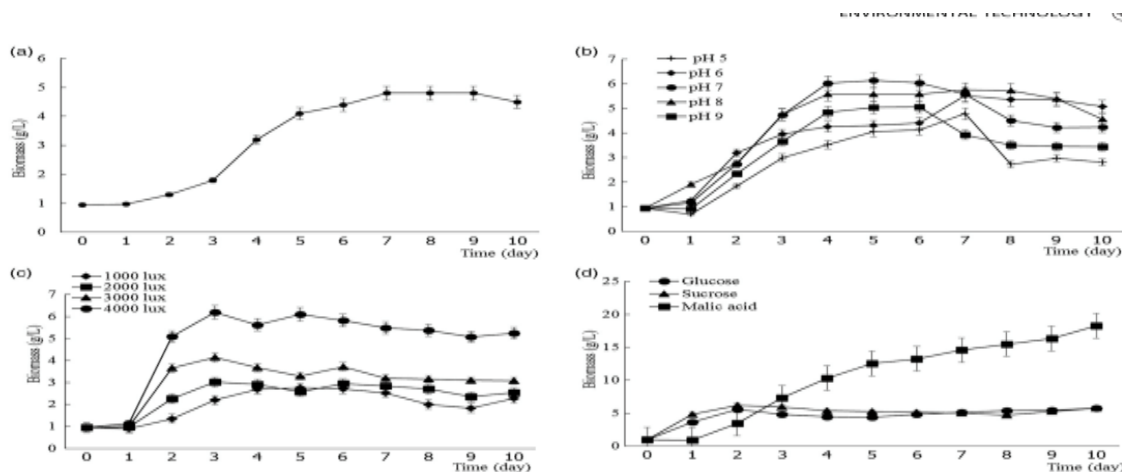 ENVIRONMENTAL TECHNOLOGY
(a)
6
5
4
3
2
1
0
Biomass (g/L)
0 1 2 3 4 5 6 7 8 9 10
Time (day)
(b)
7
6
5
4
3
2
1
0
Biomass (g/L)
pH 5
pH 6
pH 7
pH 8
pH 9
0 1 2 3 4 5 6 7 8 9 10
Time (day)
(c)
1000 lux
2000 lux
3000 lux
4000 lux
7
6
5
4
3
2
1
0
Biomass (g/L)
0 1 2 3 4 5 6 7 8 9 10
Time (day)
(d)
25
20
15
10
5
0
Biomass (g/L)
Glucose
Sucrose
Malic acid
0 1 2 3 4 5 6 7 8 9 10
Time (day)